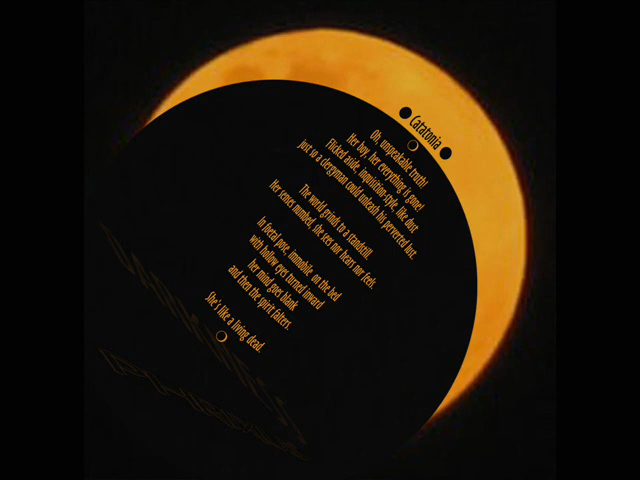 Catatonia
Oh, unspeakable truth!
Her boy, her everything is gone!
Flicked aside, Inquisition-style, like dust
just so a clergyman could unleash his perverted lust.
The world grinds to a standstill.
Her senses numbed, she sees nor hears nor feels.
In foetal pose, immobile on the bed
with hollow eyes turned inward
her mind goes blank
and then the spirit falters.
She's like a living dead.